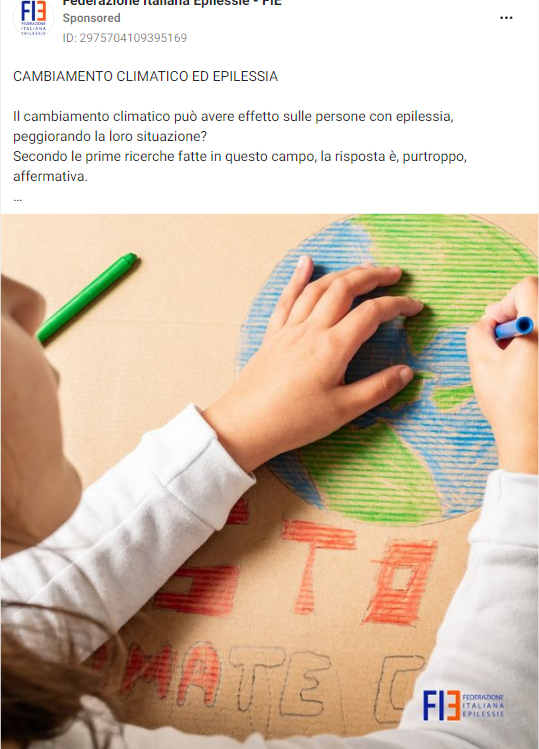 Federazione Italiana Epilessie - FIE
FIE
FEDERAZIONE
ITALIANA
EPILESSIE
Sponsored
ID: 2975704109395169
CAMBIAMENTO CLIMATICO ED EPILESSIA
Il cambiamento climatico può avere effetto sulle persone con epilessia,
peggiorando la loro situazione?
Secondo le prime ricerche fatte in questo campo, la risposta è, purtroppo,
affermativa.
...
TO
MATE C
FIE FEDERAZIONE
ITALIANA
EPILESSIE